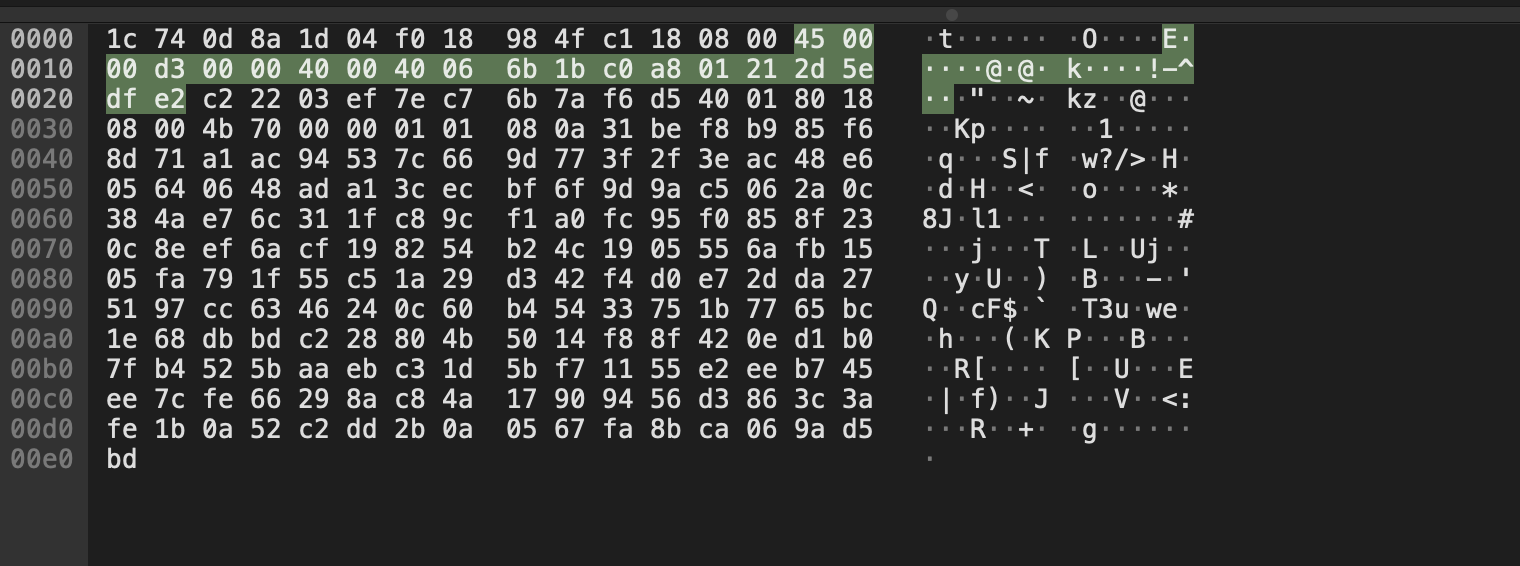 0000 1c 74 0d 8a 1d 04 f0 18 98 4f c1 18 08 00 45 00 ·t······ ·O····E·
0010 00 d3 00 00 40 00 40 06 6b 1b c0 a8 01 21 2d 5e ····@·@· k····!-^
0020 df e2 c2 22 03 ef 7e c7 6b 7a f6 d5 40 01 80 18 ···"··~· kz··@···
0030 08 00 4b 70 00 00 01 01 08 0a 31 be f8 b9 85 f6 ··Kp···· ··1·····
0040 8d 71 a1 ac 94 53 7c 66 9d 77 3f 2f 3e ac 48 e6 ·q···S|f ·w?/>·H·
0050 05 64 06 48 ad a1 3c ec bf 6f 9d 9a c5 06 2a 0c ·d·H··<· ·o····*·
0060 38 4a e7 6c 31 1f c8 9c f1 a0 fc 95 f0 85 8f 23 8J·l1··· ·······#
0070 0c 8e ef 6a cf 19 82 54 b2 4c 19 05 55 6a fb 15 ···j···T ·L··Uj··
0080 05 fa 79 1f 55 c5 1a 29 d3 42 f4 d0 e7 2d da 27 ··y·U··) ·B···-·'
0090 51 97 cc 63 46 24 0c 60 b4 54 33 75 1b 77 65 bc Q··cF$·` ·T3u·we·
00a0 1e 68 db bd c2 28 80 4b 50 14 f8 8f 42 0e d1 b0 ·h···(·K P···B···
00b0 7f b4 52 5b aa eb c3 1d 5b f7 11 55 e2 ee b7 45 ··R[···· [··U···E
00c0 ee 7c fe 66 29 8a c8 4a 17 90 94 56 d3 86 3c 3a ·|·f)··J ···V··<:
00d0 fe 1b 0a 52 c2 dd 2b 0a 05 67 fa 8b ca 06 9a d5 ···R··+· ·g······
00e0 bd ·